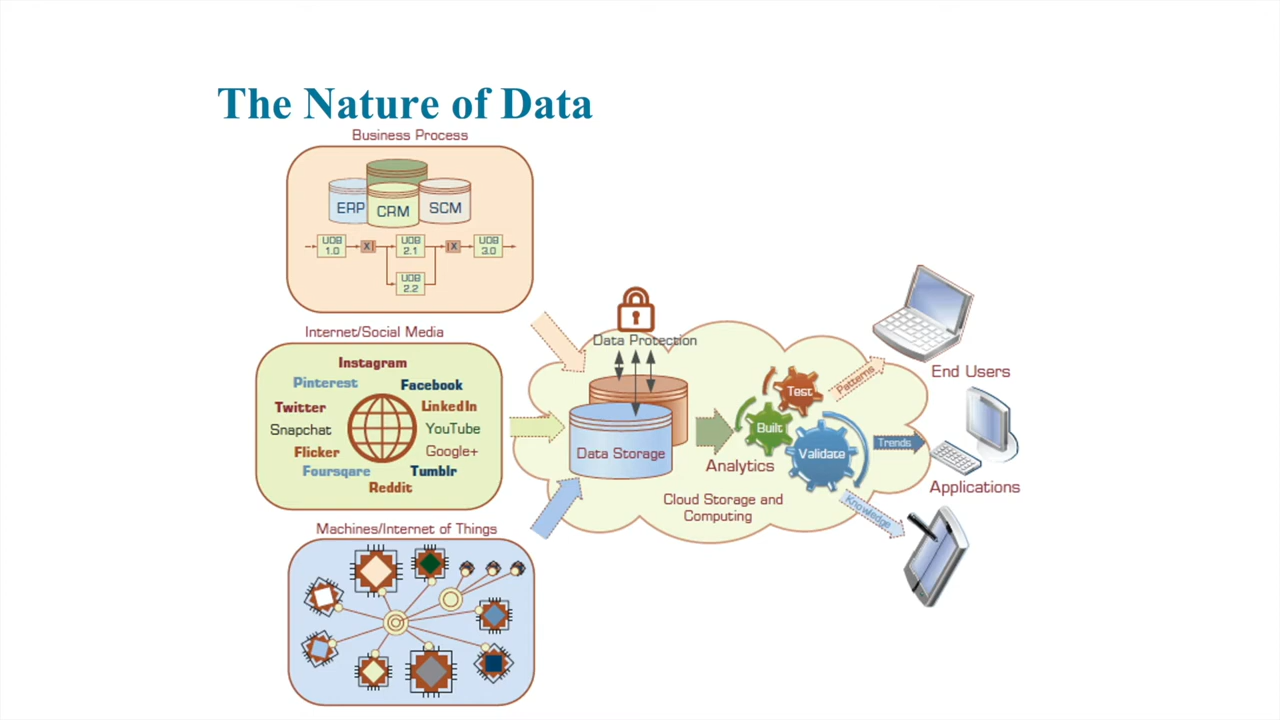 The Nature of Data
Business Process
ERP
CRM
SCM
UOB
1.0
X
UOB
2.1
X
UOB
3.0
UOB
2.2
Internet/Social Media
Instagram
Pinterest
Facebook
Twitter
LinkedIn
Snapchat
YouTube
Flicker
Google+
Foursqare
Tumblr
Reddit
Machines/Internet of Things
Data Protection
Data Storage
Analytics
Test
Built
Validate
Cloud Storage and
Computing
Patterns
Trends
Knowledge
End Users
Applications